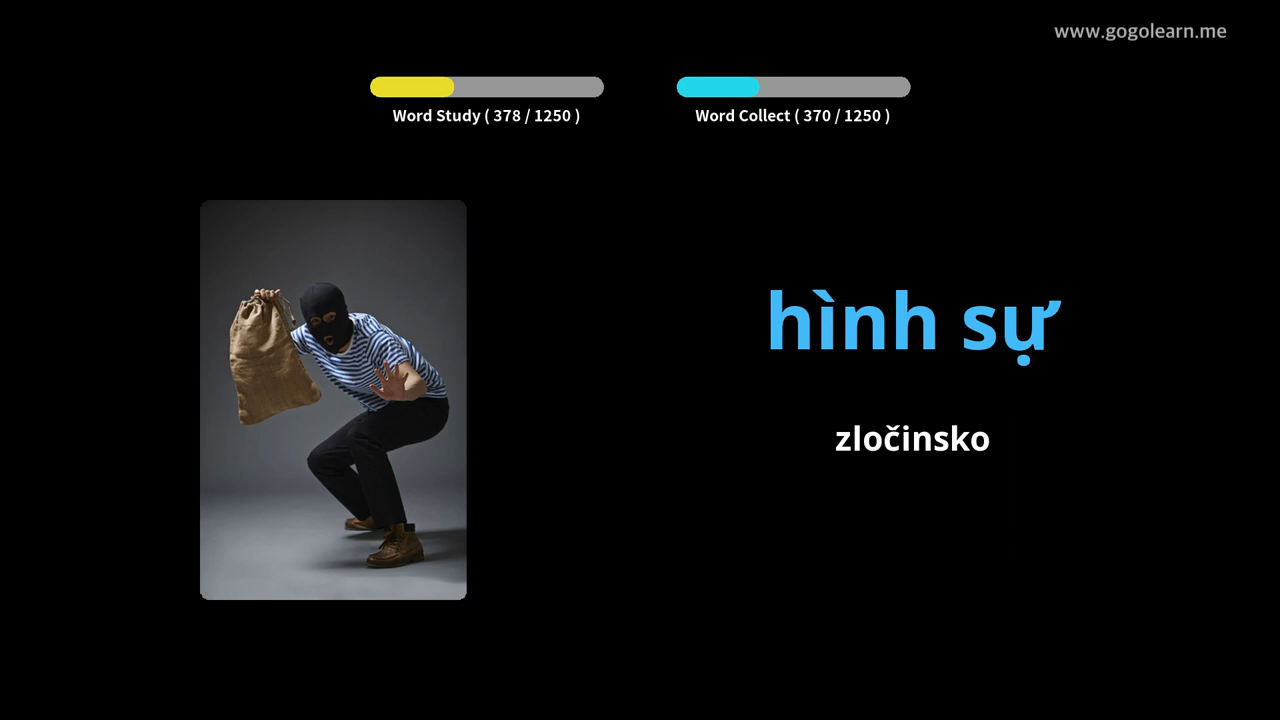 www.gogolearn.me
Word Study ( 378 / 1250 )
Word Collect ( 370 / 1250 )
hình sự
zločinsko